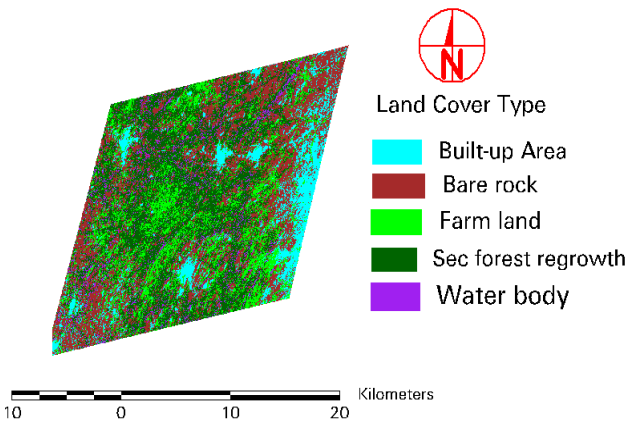 N
Land Cover Type
Built-up Area
Bare rock
Farm land
Sec forest regrowth
Water body
Kilometers
10 0 10 20